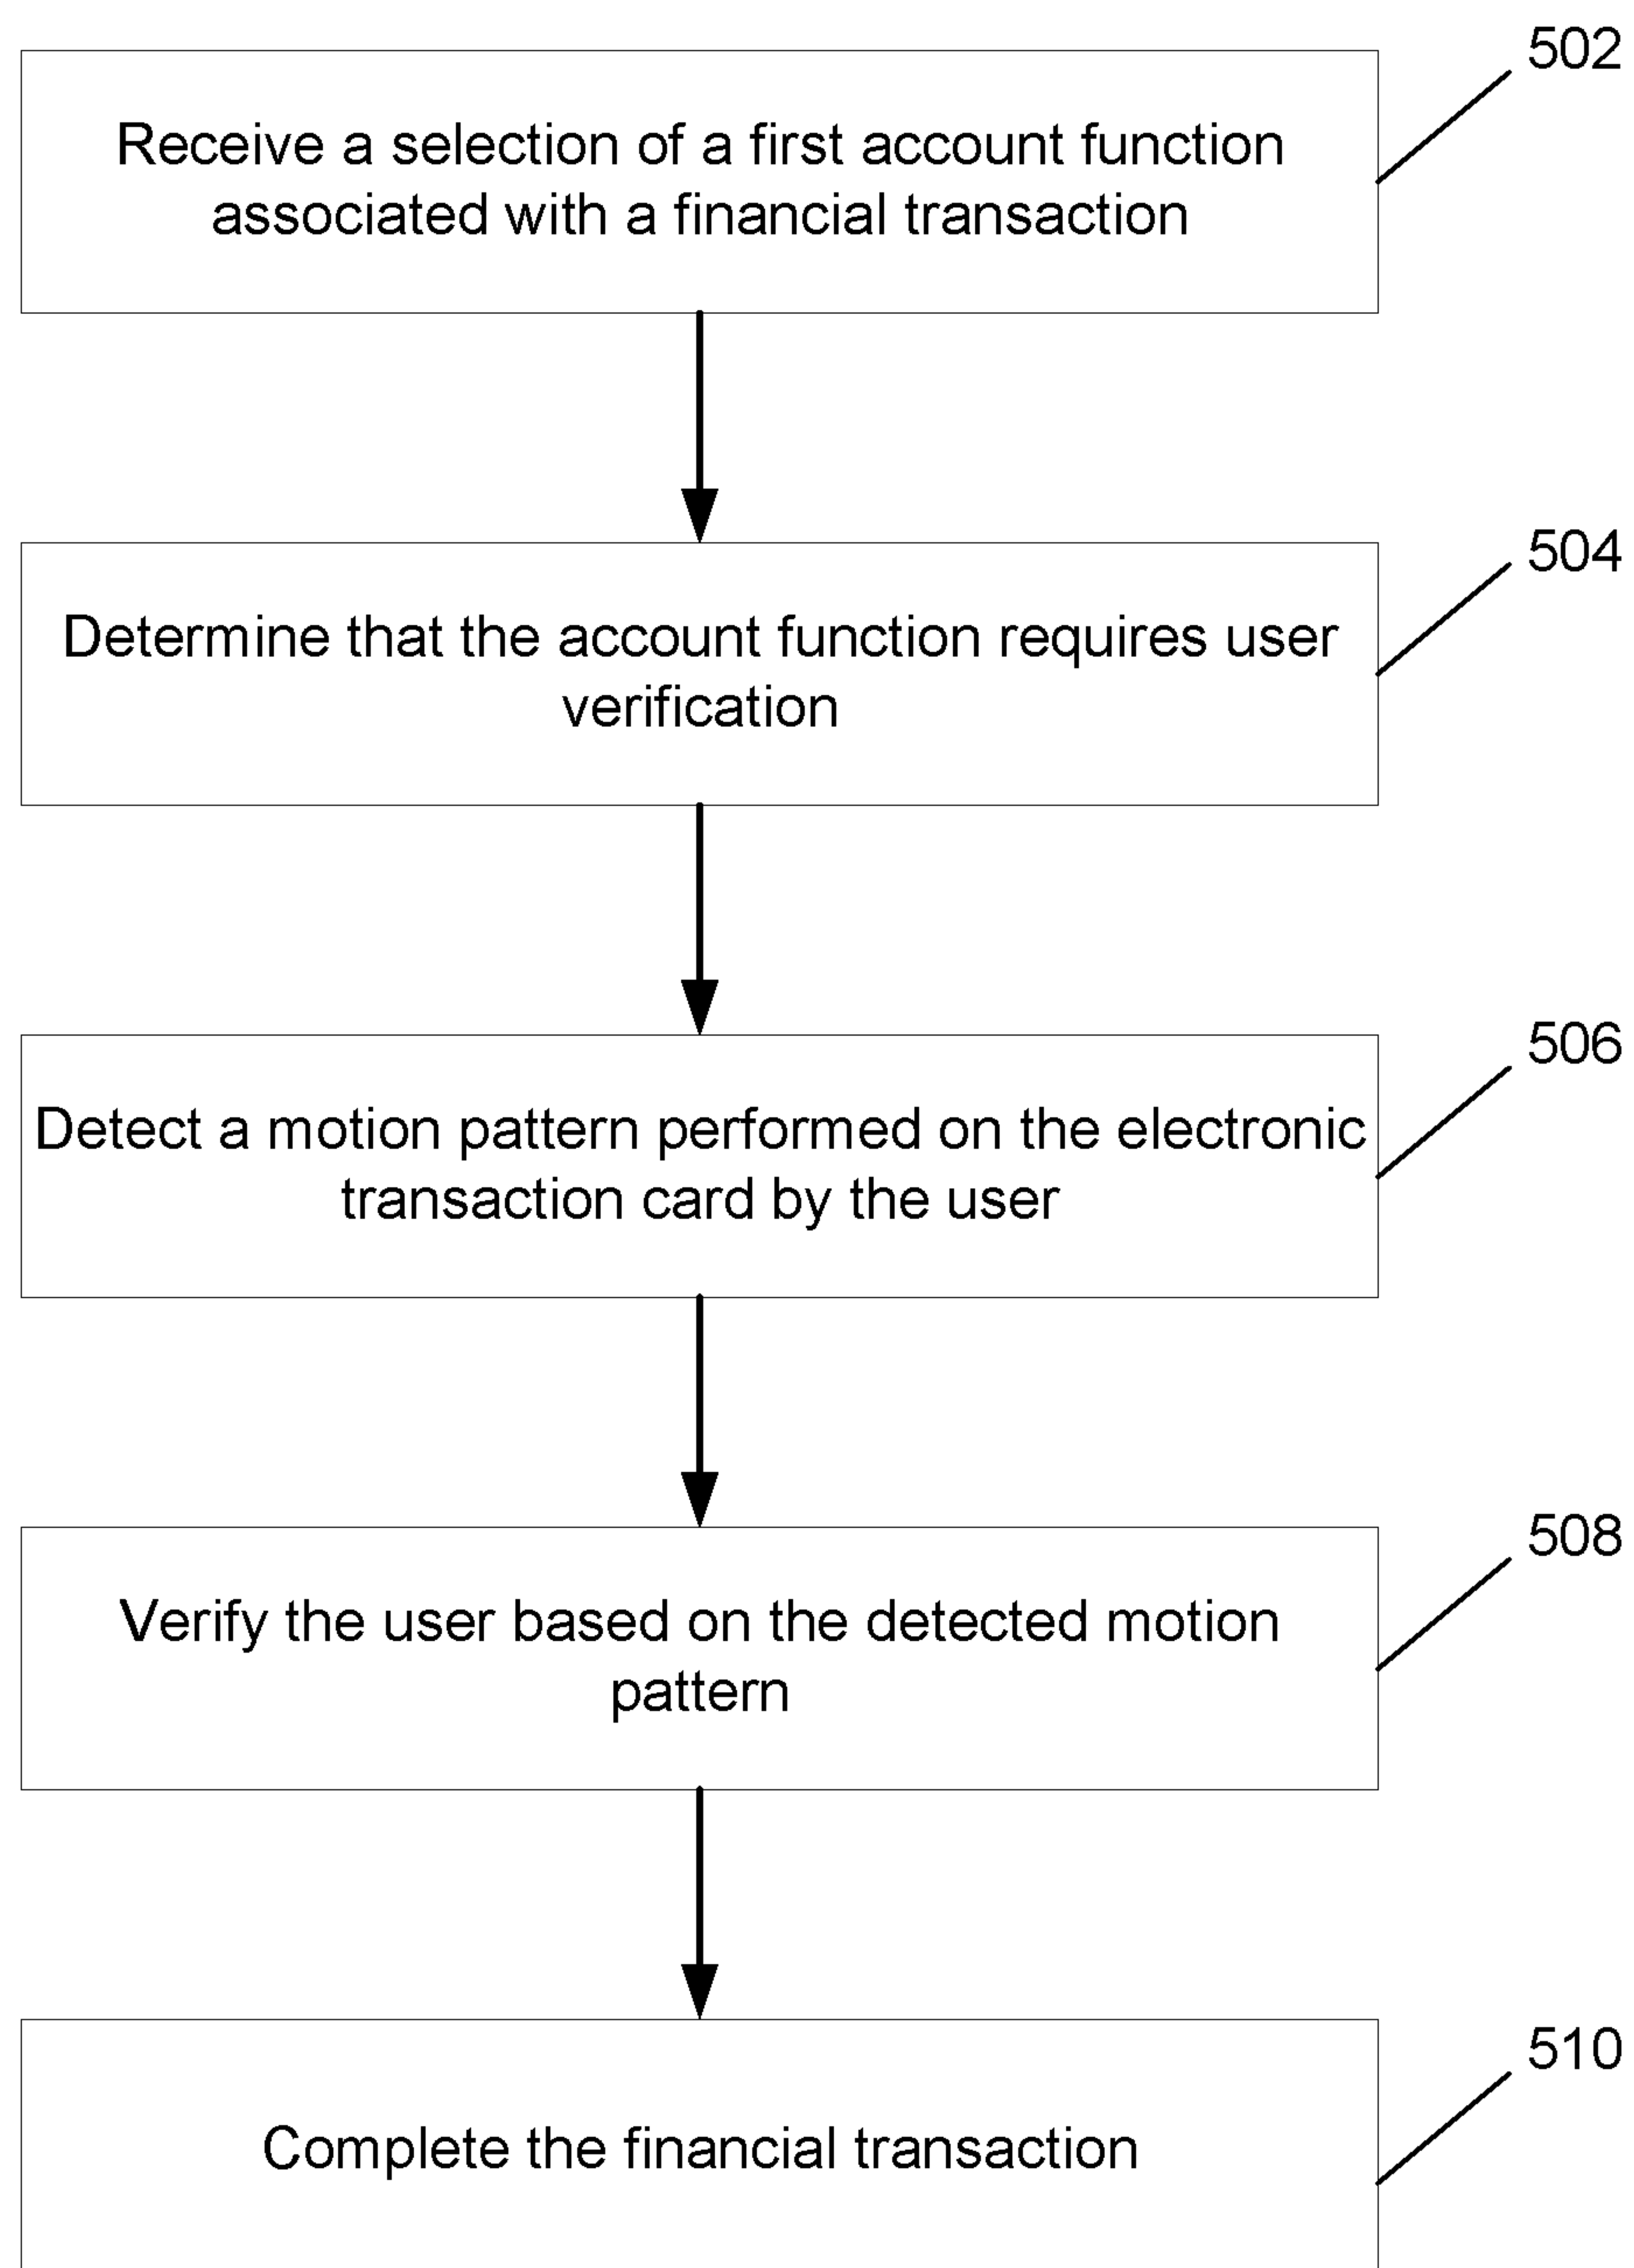 502
Receive a selection of a first account function
associated with a financial transaction
504
Determine that the account function requires user
verification
506
Detect a motion pattern performed on the electronic
transaction card by the user
508
Verify the user based on the detected motion
pattern
510
Complete the financial transaction